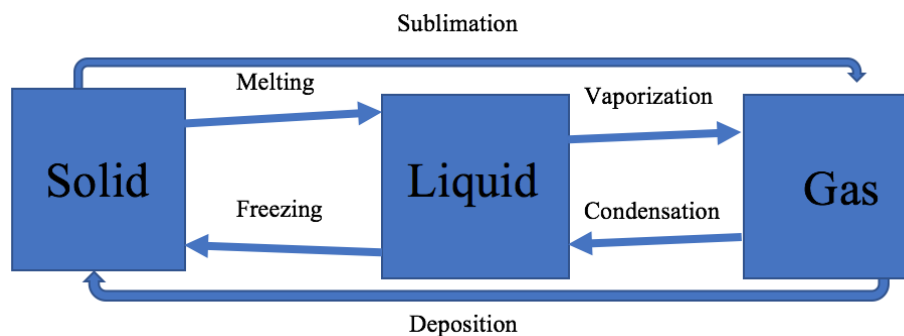 Sublimation
Melting
Vaporization
Solid
Liquid
Gas
Freezing
Condensation
Deposition